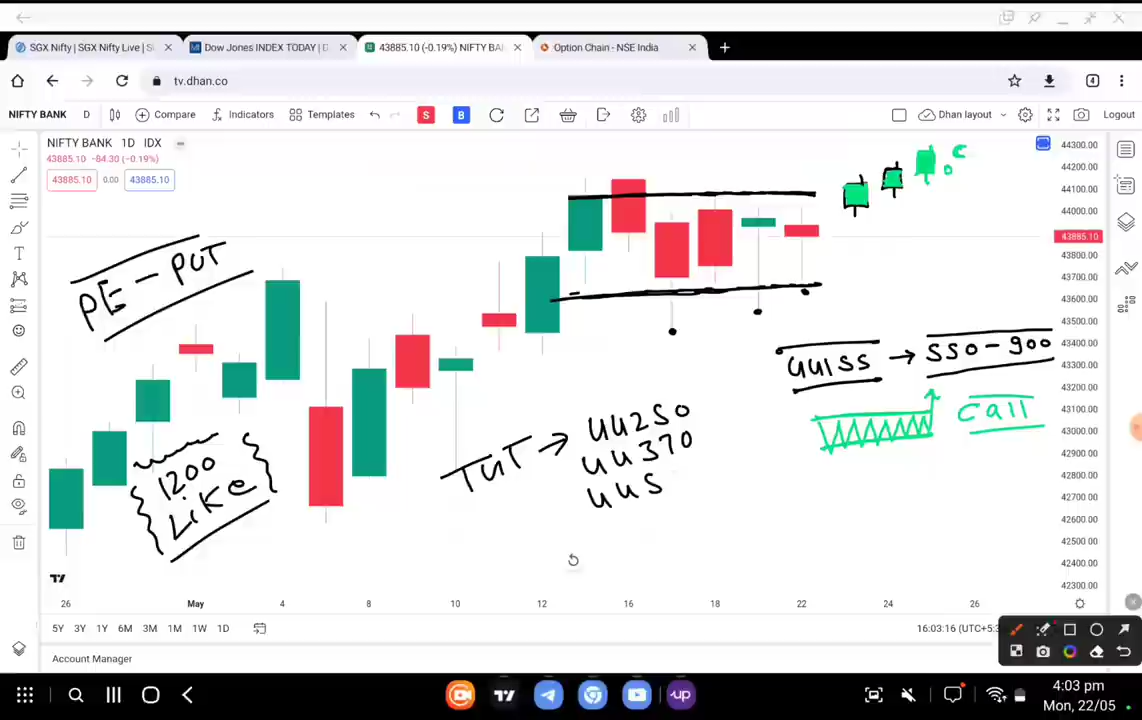 SGX Nifty | SGX Nifty Live | S
Dow Jones INDEX TODAY | D
43885.10 (-0.19%) NIFTY BA
Option Chain - NSE India
tv.dhan.co
4
NIFTY BANK D Compare Indicators Templates S B Dhan layout Logout
NIFTY BANK 1D IDX
43885.10 -84.30 (-0.19%)
43885.10 0.00 43885.10
C
O
PE - PUT
1200
Like
TUT → 44250
44370
445
44155 → 550-900
Call
44300.00
44200.00
44100.00
44000.00
43885.10
43800.00
43700.00
43600.00
43500.00
43400.00
43300.00
43200.00
43100.00
43000.00
42900.00
42800.00
42700.00
42600.00
42500.00
42400.00
42300.00
26 May 4 8 10 12 16 18 22 24 26
5Y 3Y 1Y 6M 3M 1M 1W 1D
16:03:16 (UTC+5:3
Account Manager
up
4:03 pm
Mon, 22/05